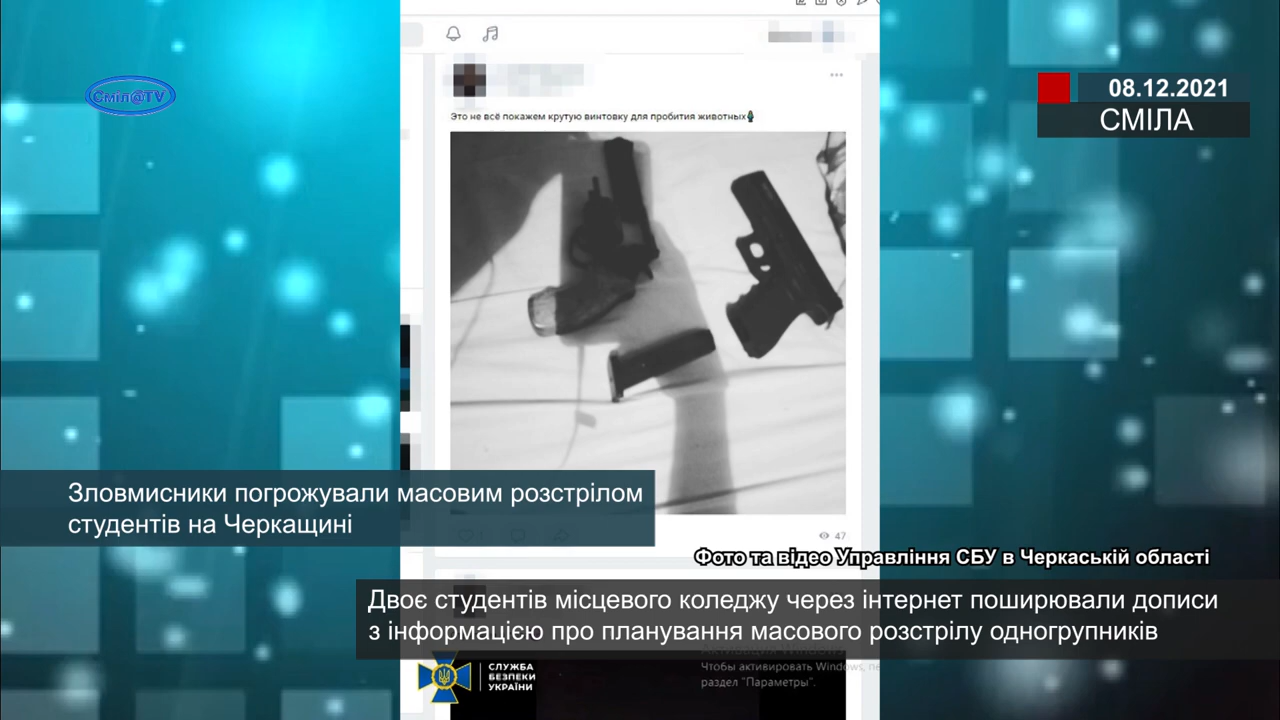 Сміл@TV
08.12.2021
СМІЛА
Это не всё покажем крутую винтовку для пробития животных
47
Зловмисники погрожували масовим розстрілом
студентів на Черкащині
Фото та відео Управління СБУ в Черкаській області
Двоє студентів місцевого коледжу через інтернет поширювали дописи
з інформацією про планування масового розстрілу одногрупників
СЛУЖБА
БЕЗПЕКИ
УКРАЇНИ
Активация Windows
Чтобы активировать Windows, пе
раздел "Параметры".